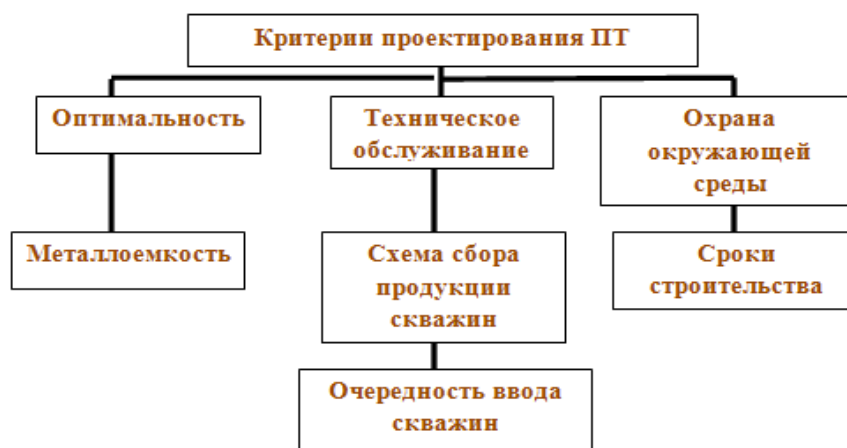 Критерии проектирования ПТ
Оптимальность
Техническое
обслуживание
Охрана
окружающей
среды
Металлоемкость
Схема сбора
продукции
скважин
Сроки
строительства
Очередность ввода
скважин